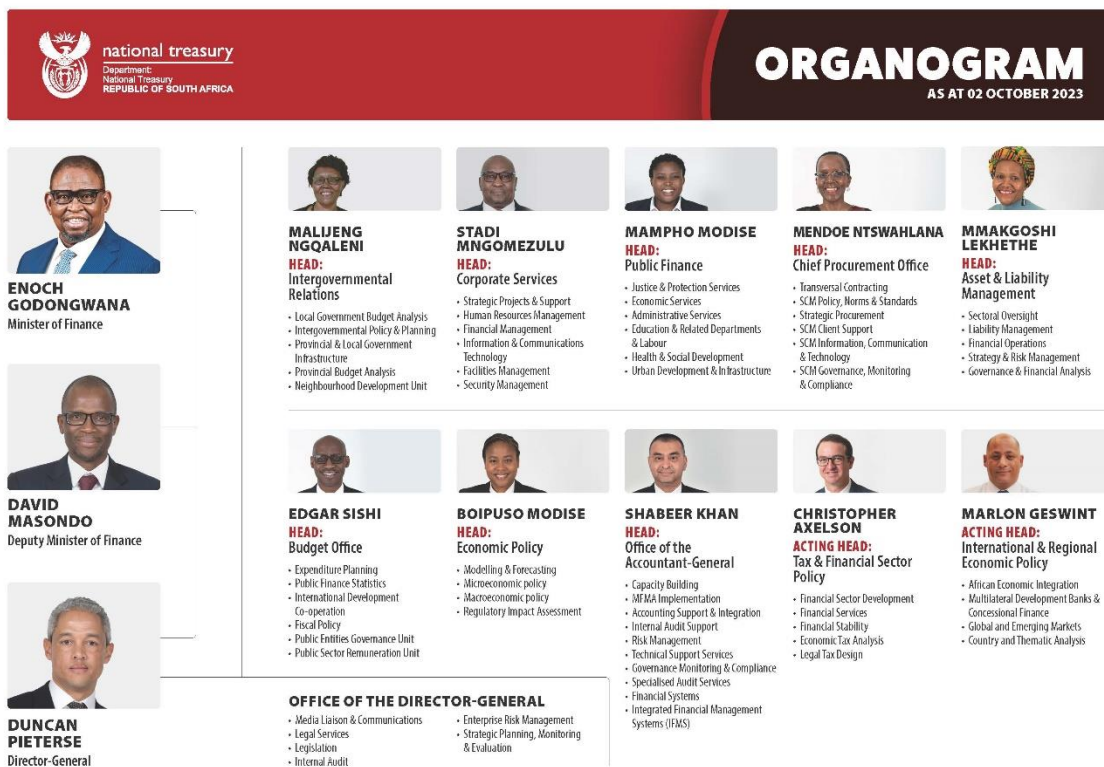 national treasury
Department:
National Treasury
REPUBLIC OF SOUTH AFRICA
ORGANOGRAM
AS AT 02 OCTOBER 2023
ENOCH
GODONGWANA
Minister of Finance
DAVID
MASONDO
Deputy Minister of Finance
DUNCAN
PIETERSE
Director-General
MALIJENG
NGQALENI
HEAD:
Intergovernmental
Relations
• Local Government Budget Analysis
• Intergovernmental Policy & Planning
• Provincial & Local Government
Infrastructure
• Provincial Budget Analysis
• Neighbourhood Development Unit
STADI
MNGOMEZULU
HEAD:
Corporate Services
• Strategic Projects & Support
• Human Resources Management
• Financial Management
• Information & Communications
Technology
• Facilities Management
• Security Management
MAMPHO MODISE
HEAD:
Public Finance
• Justice & Protection Services
• Economic Services
• Administrative Services
• Education & Related Departments
& Labour
• Health & Social Development
• Urban Development & Infrastructure
MENDOE NTSWAHLANA
HEAD:
Chief Procurement Office
• Transversal Contracting
• SCM Policy, Norms & Standards
• Strategic Procurement
• SCM Client Support
• SCM Information, Communication
& Technology
• SCM Governance, Monitoring
& Compliance
MMAKGOSHI
LEKHETHE
HEAD:
Asset & Liability
Management
• Sectoral Oversight
• Liability Management
• Financial Operations
• Strategy & Risk Management
• Governance & Financial Analysis
EDGAR SISHI
HEAD:
Budget Office
• Expenditure Planning
• Public Finance Statistics
• International Development
Co-operation
• Fiscal Policy
• Public Entities Governance Unit
• Public Sector Remuneration Unit
BOIPUSO MODISE
HEAD:
Economic Policy
• Modelling & Forecasting
• Microeconomic policy
• Macroeconomic policy
• Regulatory Impact Assessment
SHABEER KHAN
HEAD:
Office of the
Accountant-General
• Capacity Building
• MFMA Implementation
• Accounting Support & Integration
• Internal Audit Support
• Risk Management
• Technical Support Services
• Governance Monitoring & Compliance
• Specialised Audit Services
• Financial Systems
• Integrated Financial Management
Systems (IFMS)
CHRISTOPHER
AXELSON
ACTING HEAD:
Tax & Financial Sector
Policy
• Financial Sector Development
• Financial Services
• Financial Stability
• Economic Tax Analysis
• Legal Tax Design
MARLON GESWINT
ACTING HEAD:
International & Regional
Economic Policy
• African Economic Integration
• Multilateral Development Banks &
Concessional Finance
• Global and Emerging Markets
• Country and Thematic Analysis
OFFICE OF THE DIRECTOR-GENERAL
• Media Liaison & Communications
• Legal Services
• Legislation
• Internal Audit
• Enterprise Risk Management
• Strategic Planning, Monitoring
& Evaluation